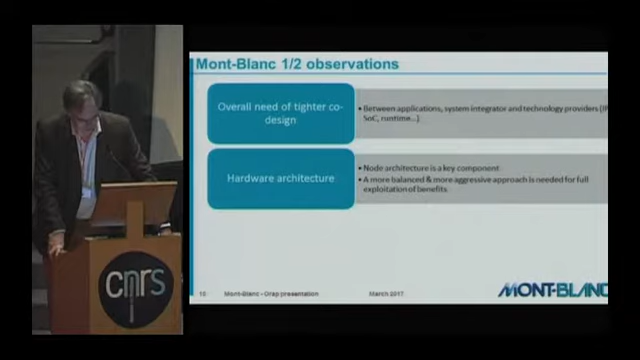 Mont-Blanc 1/2 observations
Overall need of tighter co-
design
• Between applications, system integrator and technology providers (IP
SoC, runtime...)
Hardware architecture
• Node architecture is a key component
• A more balanced & more aggressive approach is needed for full
exploitation of benefits
cnrs
Mont-Blanc - Orap presentation
March 2017
MONT-BLANC